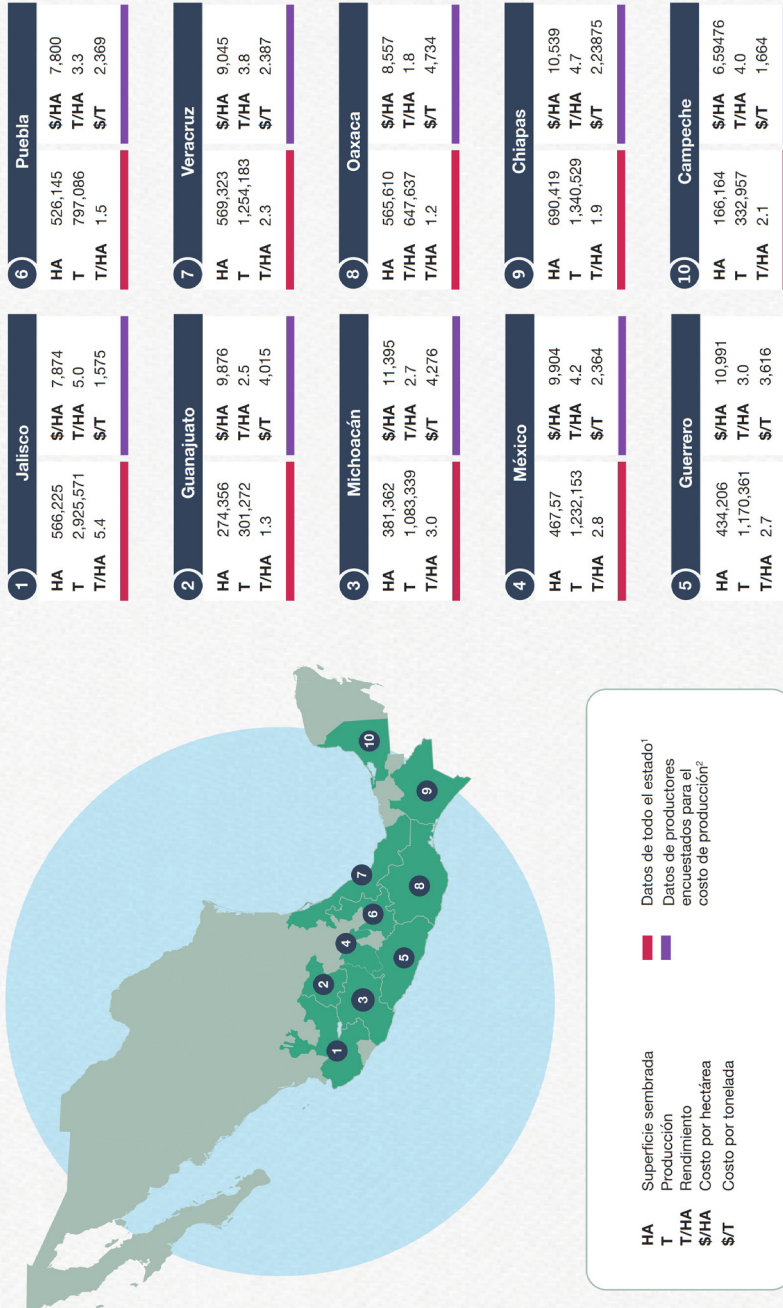 1
2
3
4
5
6
7
8
9
10
HA Superficie sembrada
T Producción
T/HA Rendimiento
$/HA Costo por hectárea
$/T Costo por tonelada
Datos de todo el estado¹
Datos de productores
encuestados para el
costo de producción²
1 Jalisco
HA 566,225 $/HA 7,874
T 2,925,571 T/HA 5.0
T/HA 5.4 $/T 1,575
2 Guanajuato
HA 274,356 $/HA 9,876
T 301,272 T/HA 2.5
T/HA 1.3 $/T 4,015
3 Michoacán
HA 381,362 $/HA 11,395
T 1,083,339 T/HA 2.7
T/HA 3.0 $/T 4,276
4 México
HA 467,57 $/HA 9,904
T 1,232,153 T/HA 4.2
T/HA 2.8 $/T 2,364
5 Guerrero
HA 434,206 $/HA 10,991
T 1,170,361 T/HA 3.0
T/HA 2.7 $/T 3,616
6 Puebla
HA 526,145 $/HA 7,800
T 797,086 T/HA 3.3
T/HA 1.5 $/T 2,369
7 Veracruz
HA 569,323 $/HA 9,045
T 1,254,183 T/HA 3.8
T/HA 2.3 $/T 2.387
8 Oaxaca
HA 565,610 $/HA 8,557
T 647,637 T/HA 1.8
T/HA 1.2 $/T 4,734
9 Chiapas
HA 690,419 $/HA 10,539
T 1,340,529 T/HA 4.7
T/HA 1.9 $/T 2,23875
10 Campeche
HA 166,164 $/HA 6,59476
T 332,957 T/HA 4.0
T/HA 2.1 $/T 1,664